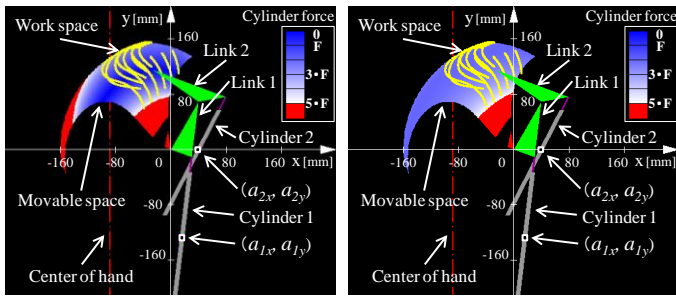 y [mm]
Cylinder force
Work space
160
0
F
Link 2
3・F
Link 1
5・F
80
Cylinder 2
-160
-80
0
80
160
x [mm]
(a2x, a2y)
Movable space
-80
Cylinder 1
(a1x, a1y)
Center of hand
-160
y [mm]
Cylinder force
Work space
160
0
F
Link 2
3・F
Link 1
5・F
80
Cylinder 2
-160
-80
0
80
160
x [mm]
(a2x, a2y)
Movable space
-80
Cylinder 1
(a1x, a1y)
Center of hand
-160